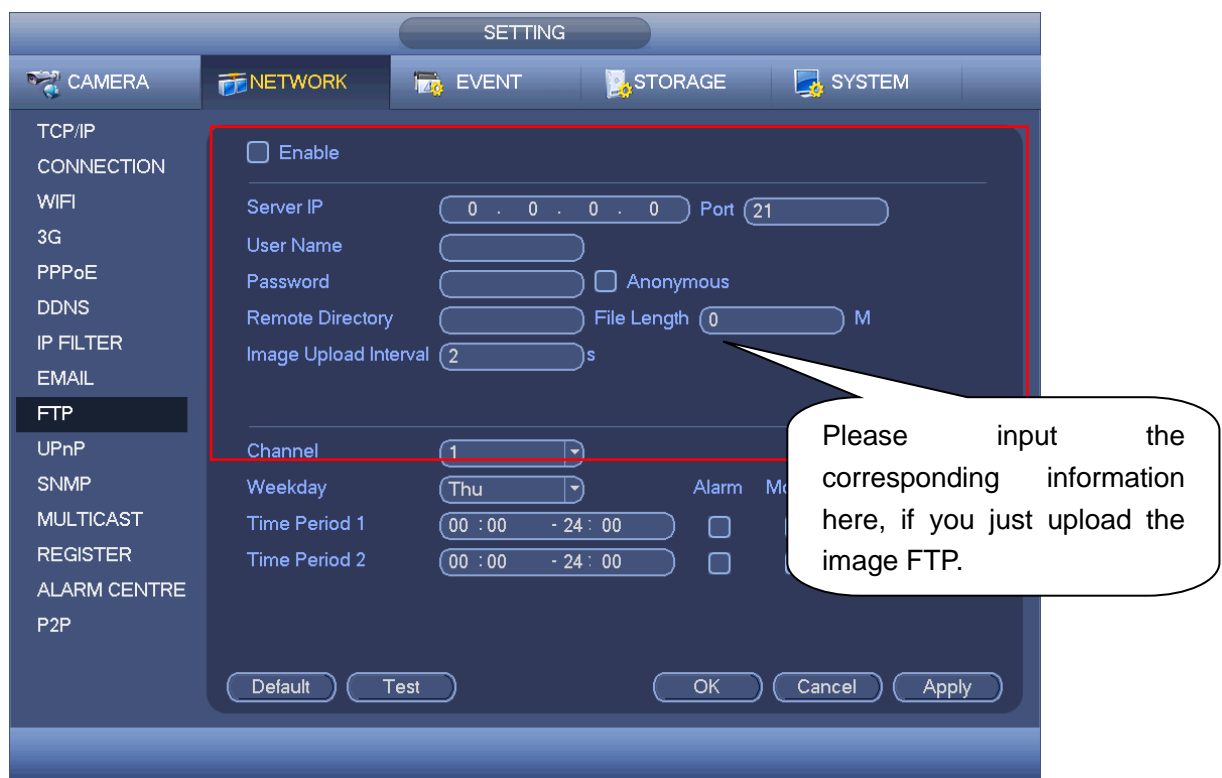 SETTING
CAMERA NETWORK EVENT STORAGE SYSTEM
TCP/IP
CONNECTION
WIFI
3G
PPPoE
DDNS
IP FILTER
EMAIL
FTP
UPnP
SNMP
MULTICAST
REGISTER
ALARM CENTRE
P2P
Enable
Server IP 0 . 0 . 0 . 0 Port 21
User Name
Password Anonymous
Remote Directory File Length 0 M
Image Upload Interval 2 s
Channel 1
Weekday Thu Alarm
Time Period 1 00 :00 - 24 : 00
Time Period 2 00 :00 - 24 : 00
Default Test OK Cancel Apply
Please input the
corresponding information
here, if you just upload the
image FTP.